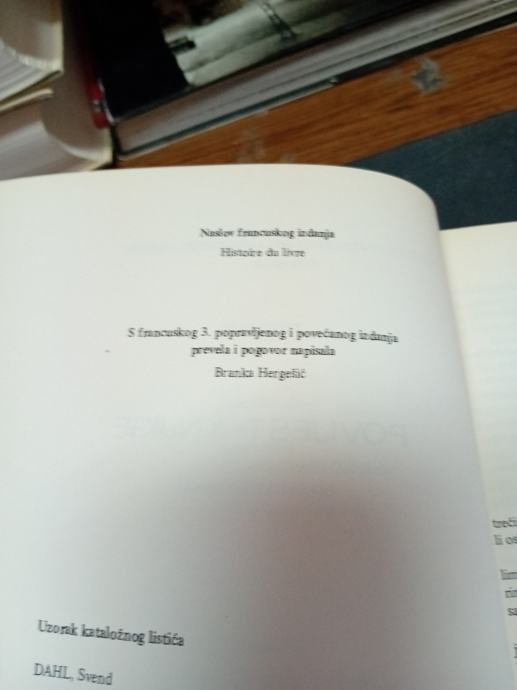 Naslov francuskog izdanja
Histoire du livre
S francuskog 3. popravljenog i povećanog izdanja
prevela i pogovor napisala
Branka Hergešić
Uzorak kataložnog listića
DAHL, Svend
li